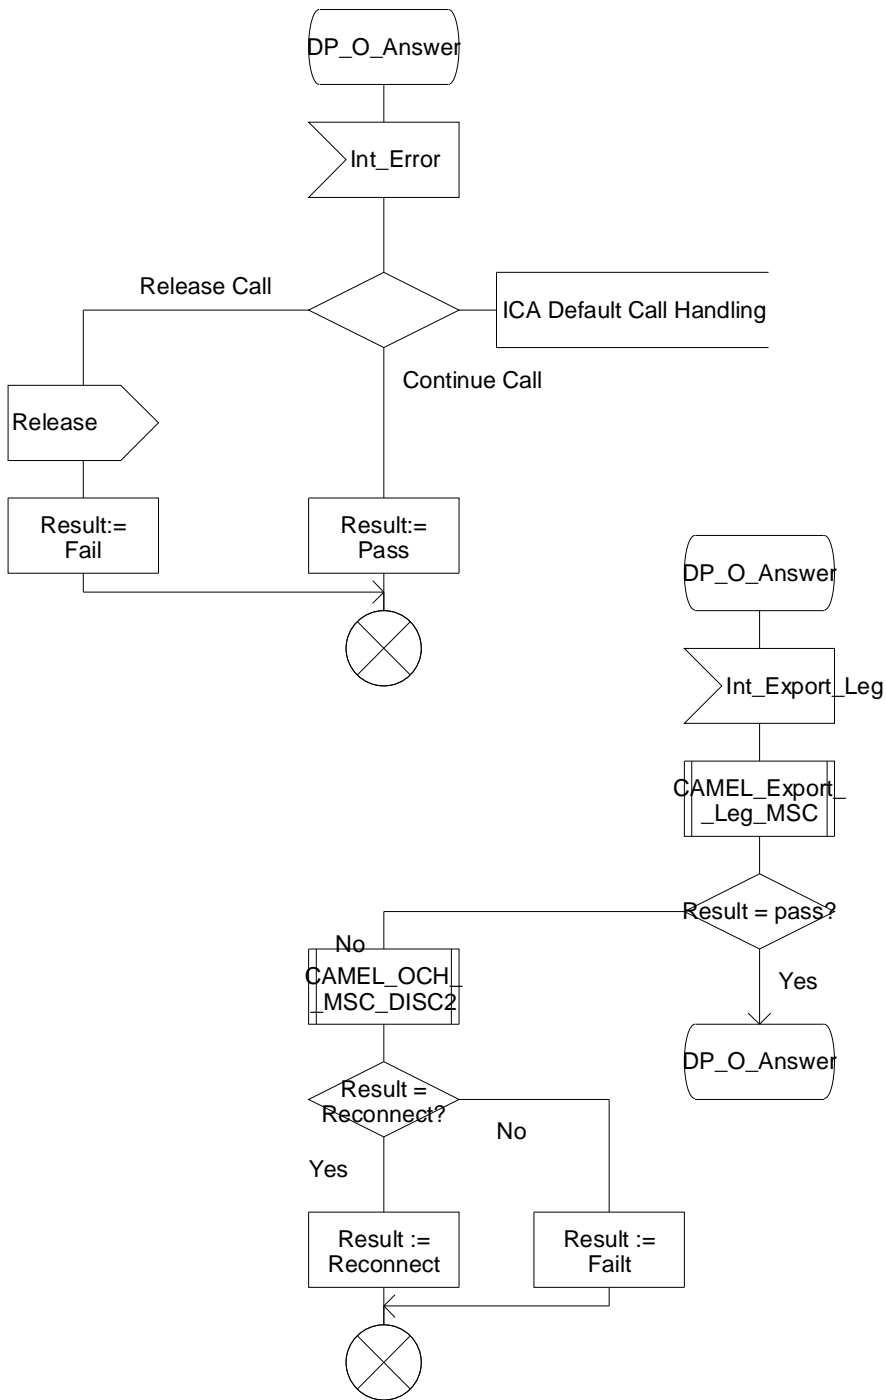 DP_O_Answer
Int_Error
Release Call
ICA Default Call Handling
Continue Call
Release
Result:=
Fail
Result:=
Pass
DP_O_Answer
Int_Export_Leg
CAMEL_Export_
_Leg_MSC
Result = pass?
No
Yes
CAMEL_OCH_
_MSC_DISC2
DP_O_Answer
Result =
Reconnect?
No
Yes
Result :=
Reconnect
Result :=
Failt